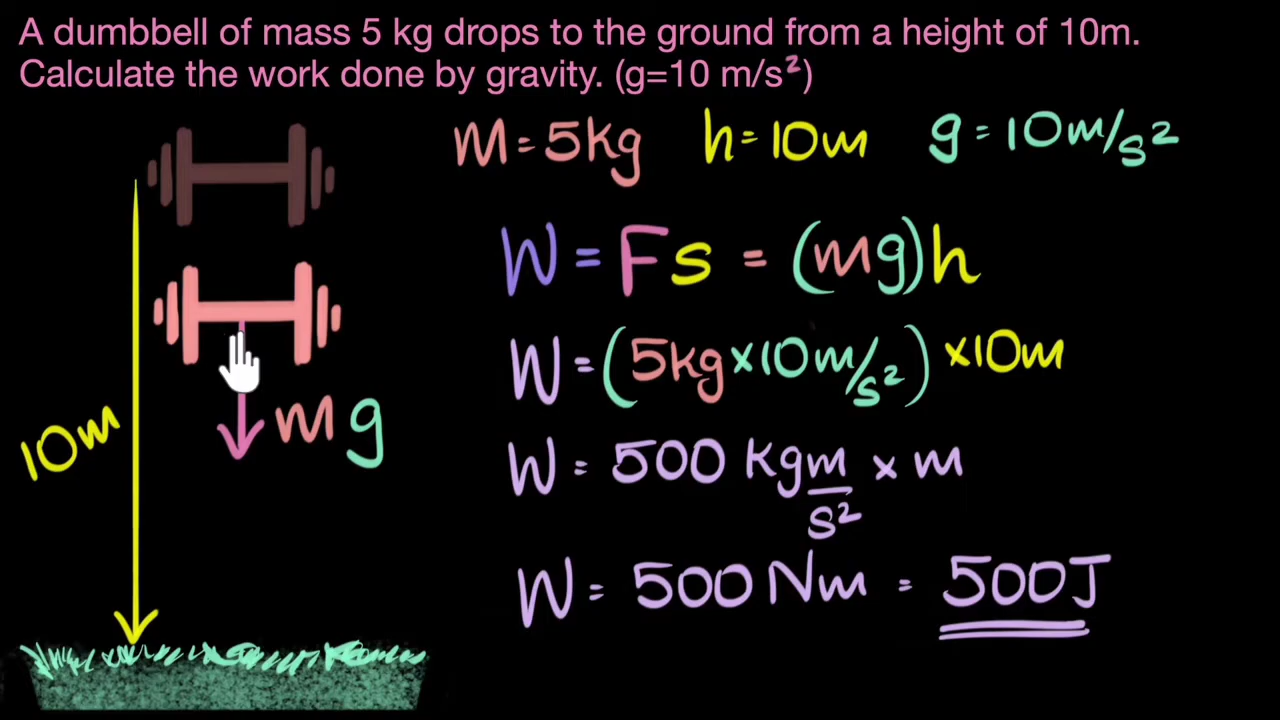 A dumbbell of mass 5 kg drops to the ground from a height of 10m.
Calculate the work done by gravity. (g=10 m/s²)
m = 5kg h = 10m g = 10m/s²
W = Fs = (mg)h
W = (5kg × 10m/s²) × 10m
10m
mg
W = 500 kgm/s² × m
W = 500 Nm = 500J